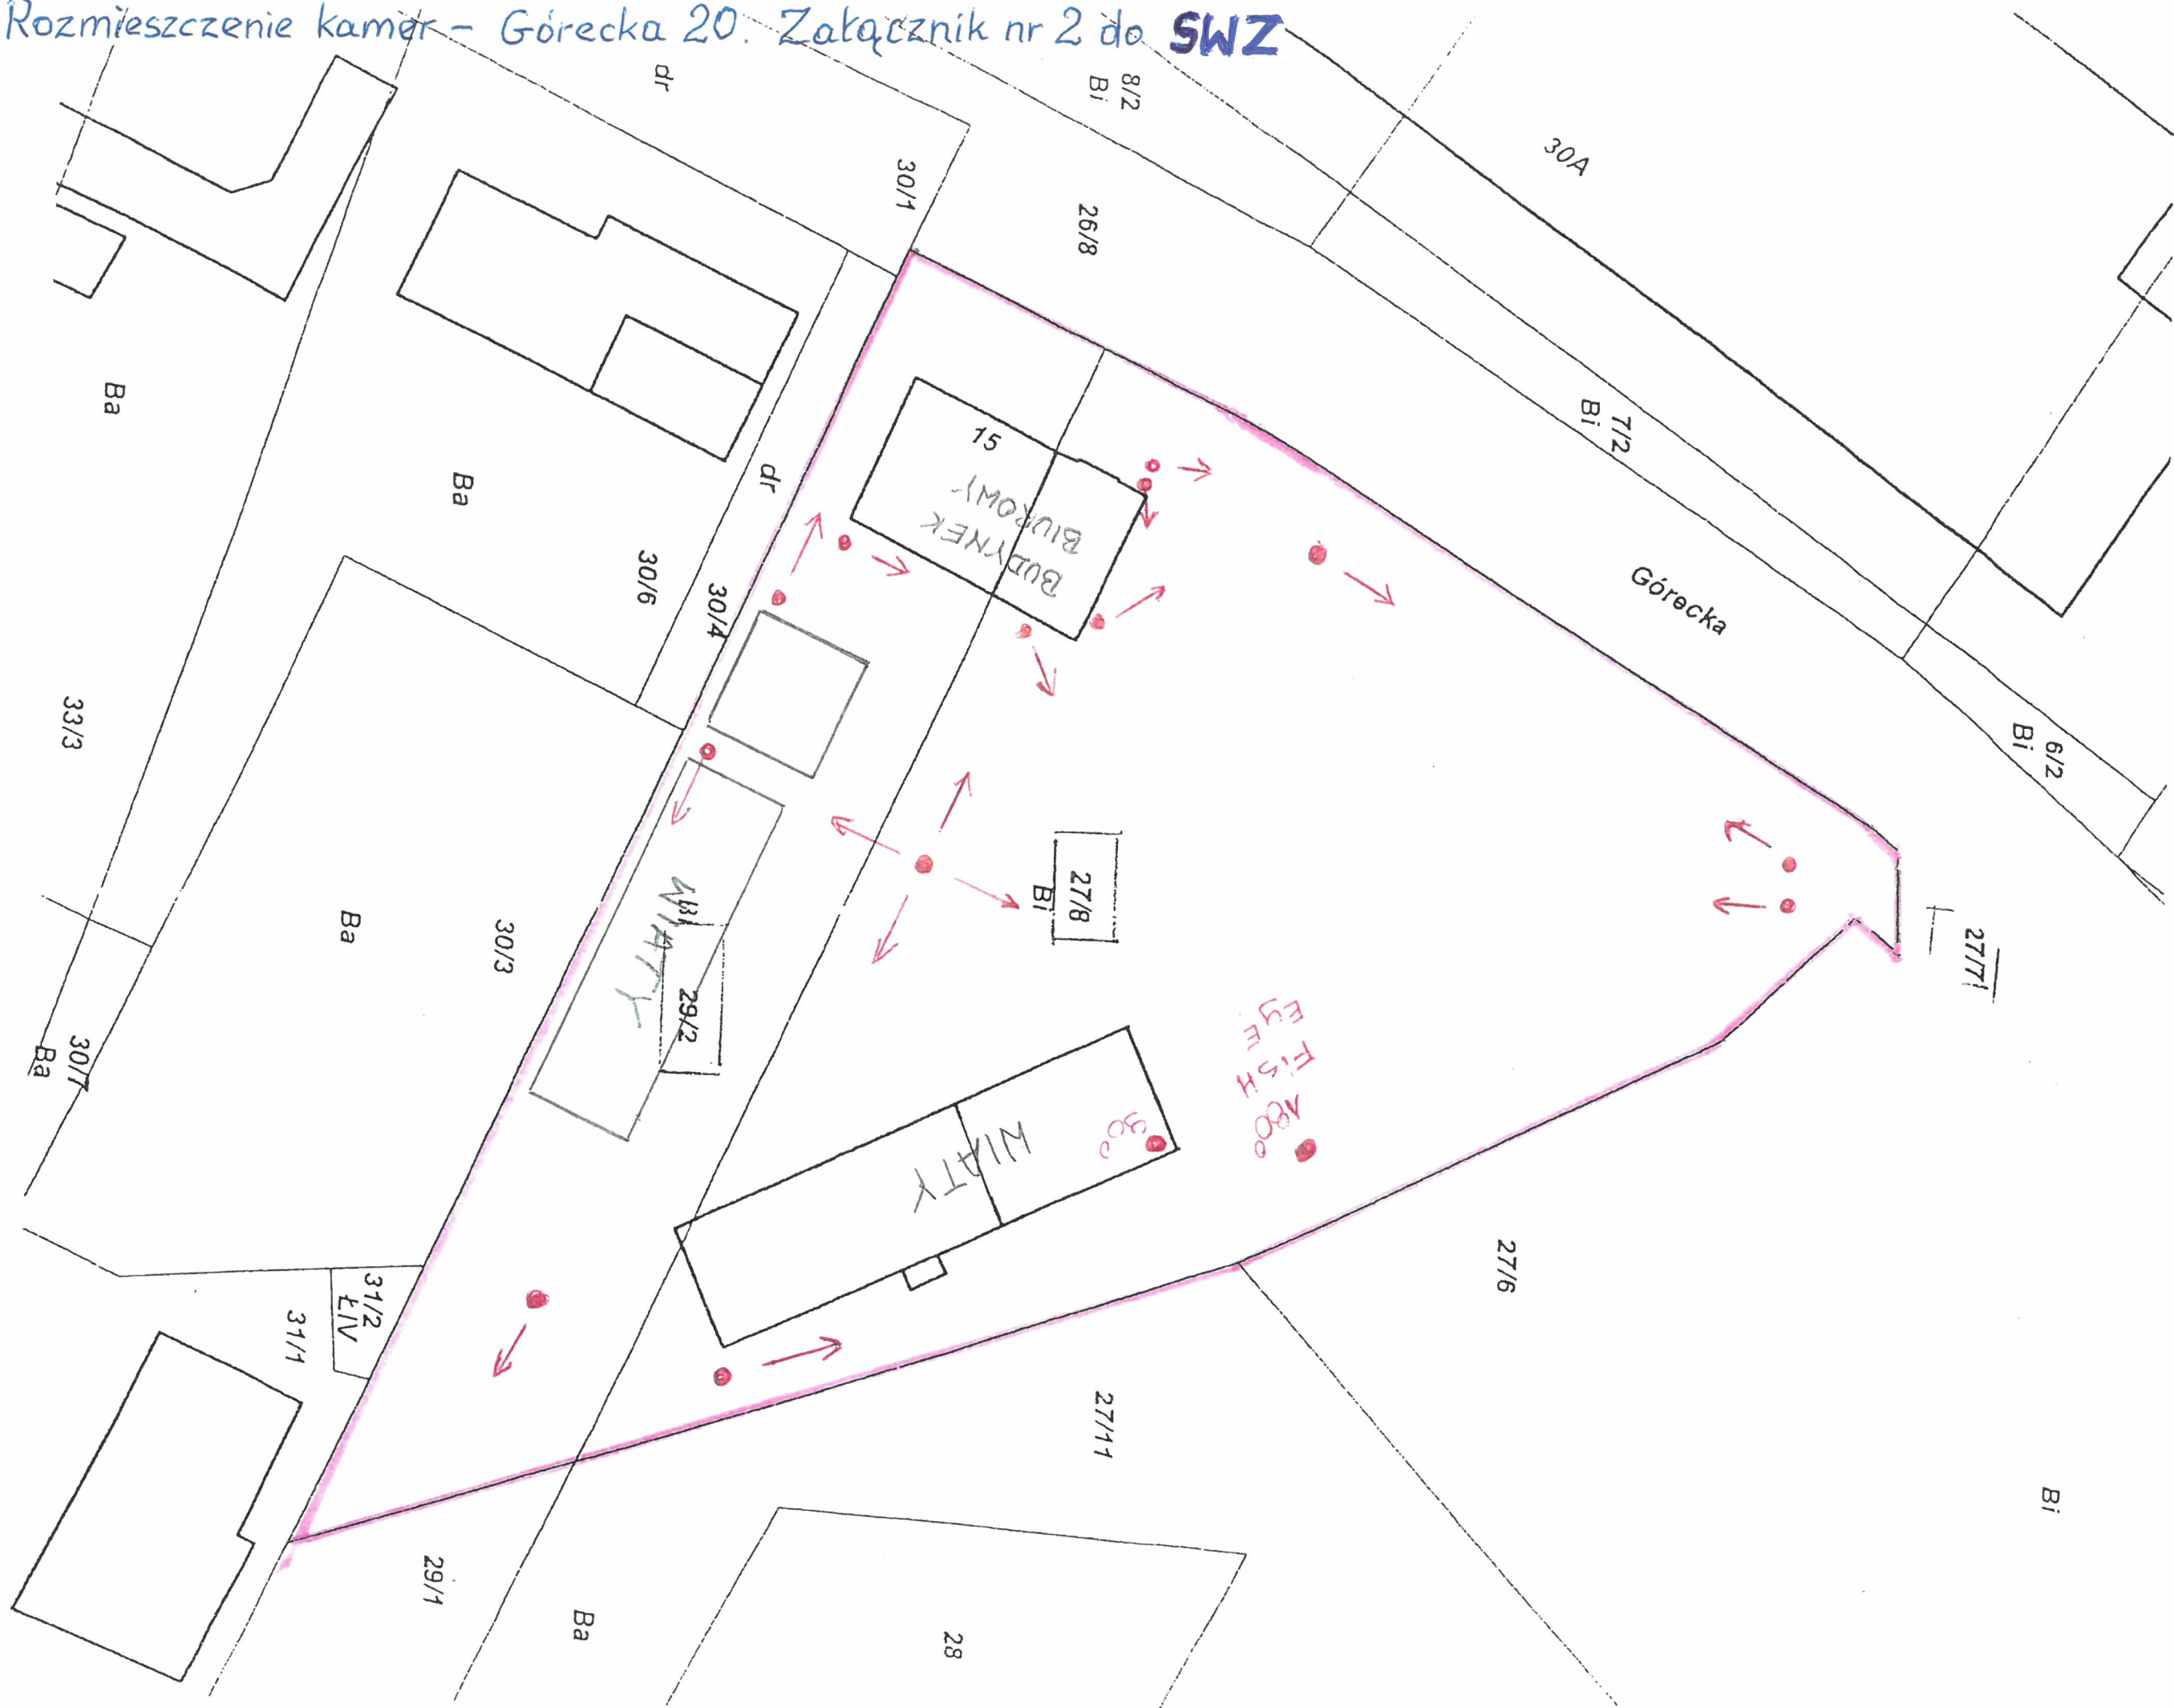 Rozmieszczenie kamer - Górecka 20. Załącznik nr 2 do SWZ
dr
8/2
Bi
30A
30/1
26/8
Ba
Ba
dr
15
BUDYNEK
BIUROWY
7/2
Bi
30/6
30/4
Górecka
33/3
6/2
Bi
27/8
Bi
Ba
30/3
WIATY
Bi
29/2
27/7
EYE
FISH
180°
30/7
Ba
WIATY
360
31/2
ŁIV
31/1
27/6
27/11
Bi
29/1
Ba
28